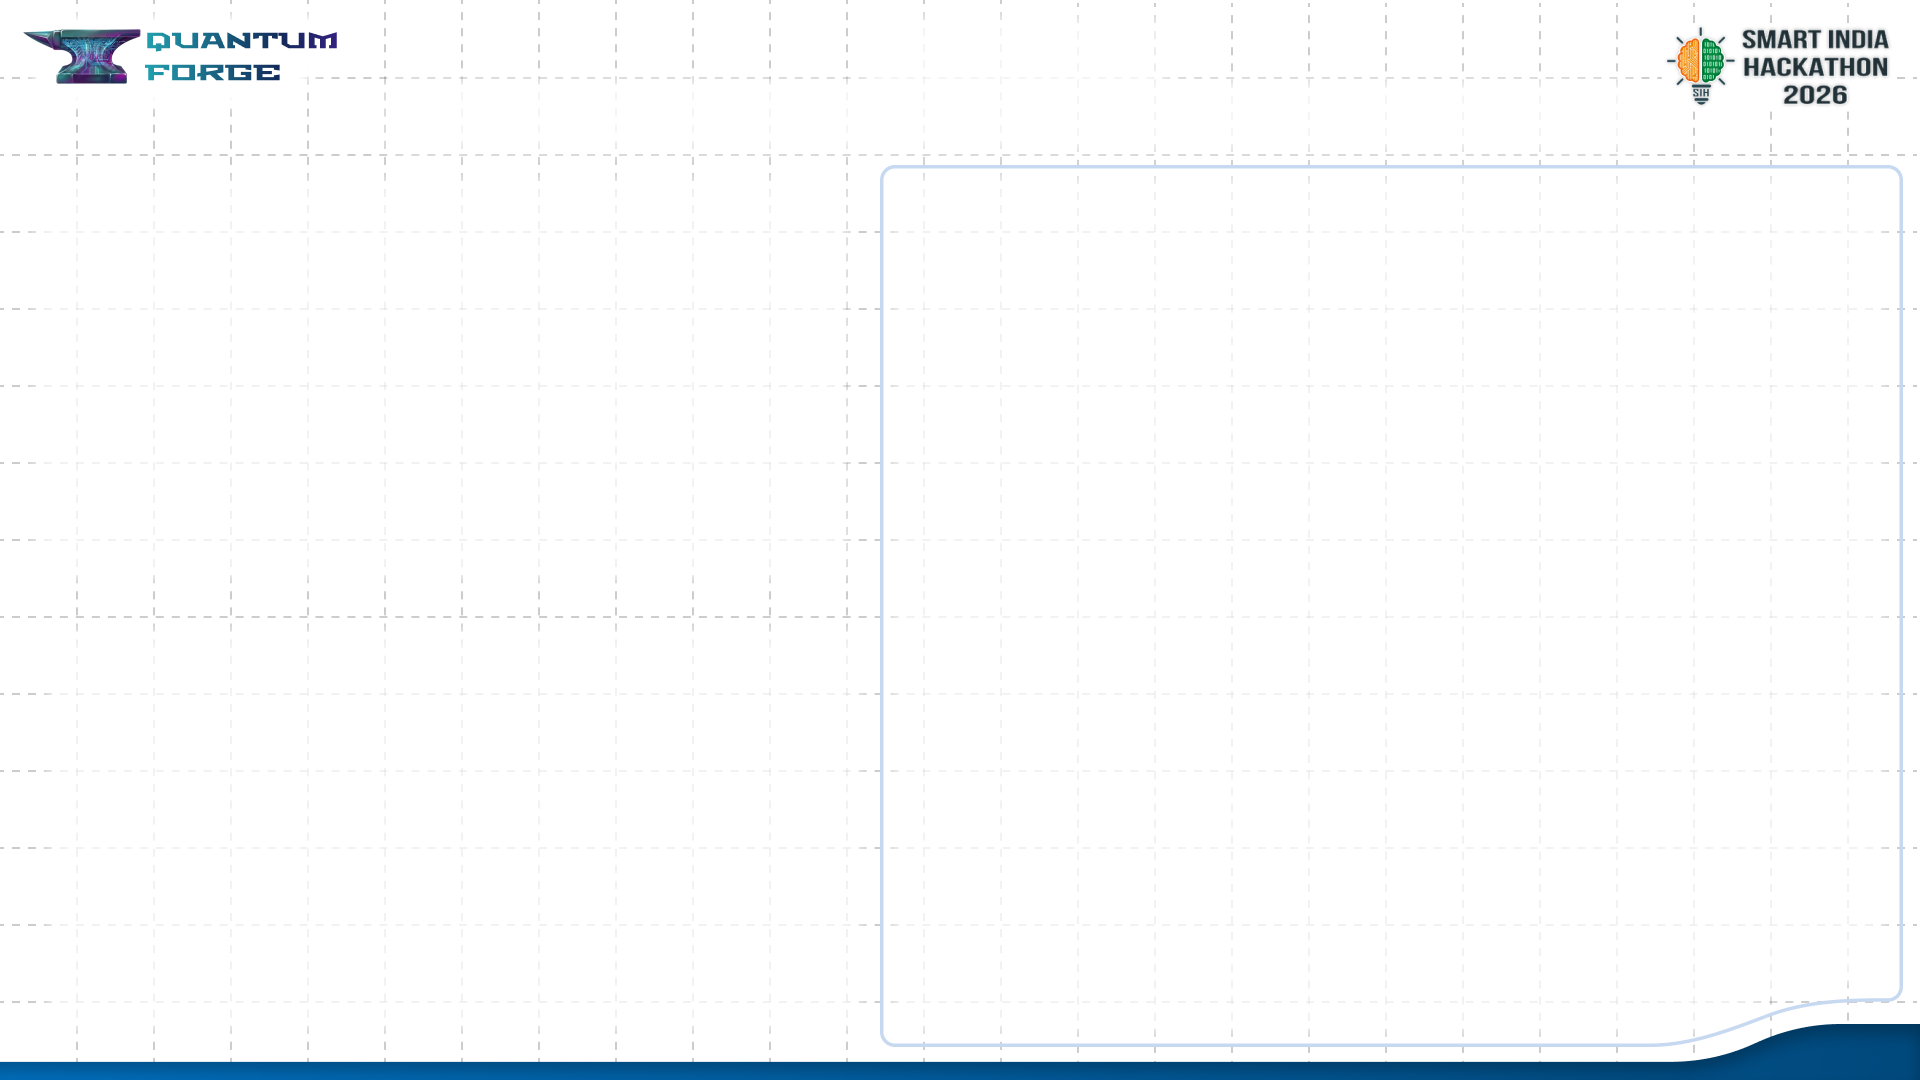 QUANTUM
FORGE
SMART INDIA
HACKATHON
2026
SIH